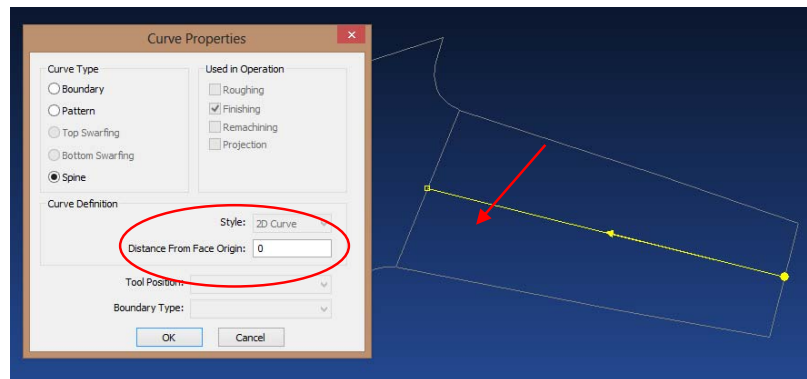 Curve Properties
Curve Type
Boundary
Pattern
Top Swarfing
Bottom Swarfing
Spine
Used in Operation
Roughing
Finishing
Remachining
Projection
Curve Definition
Style: 2D Curve
Distance From Face Origin: 0
Tool Position:
Boundary Type:
OK Cancel